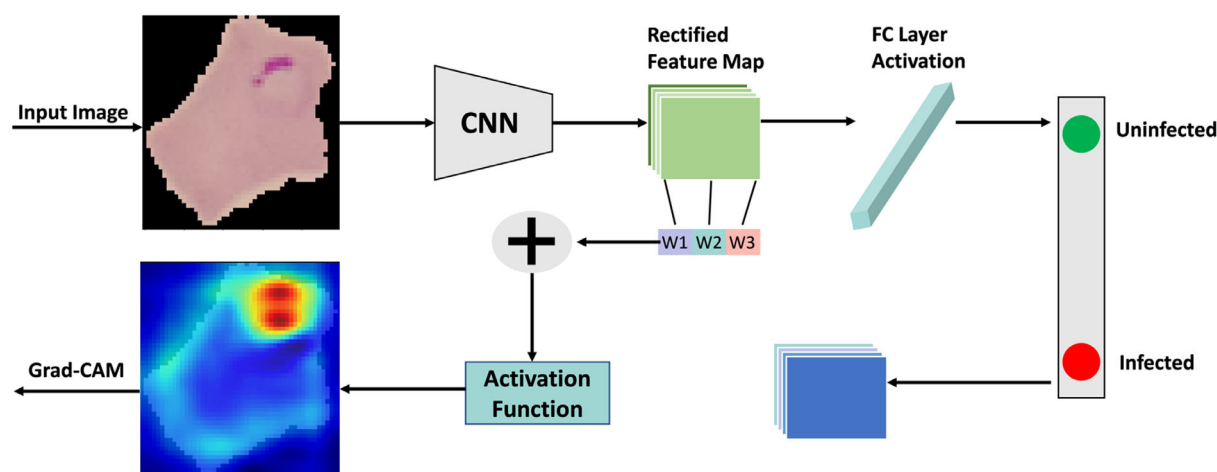 Input Image
CNN
Rectified
Feature Map
FC Layer
Activation
Uninfected
Infected
W1 W2 W3
+
Activation
Function
Grad-CAM